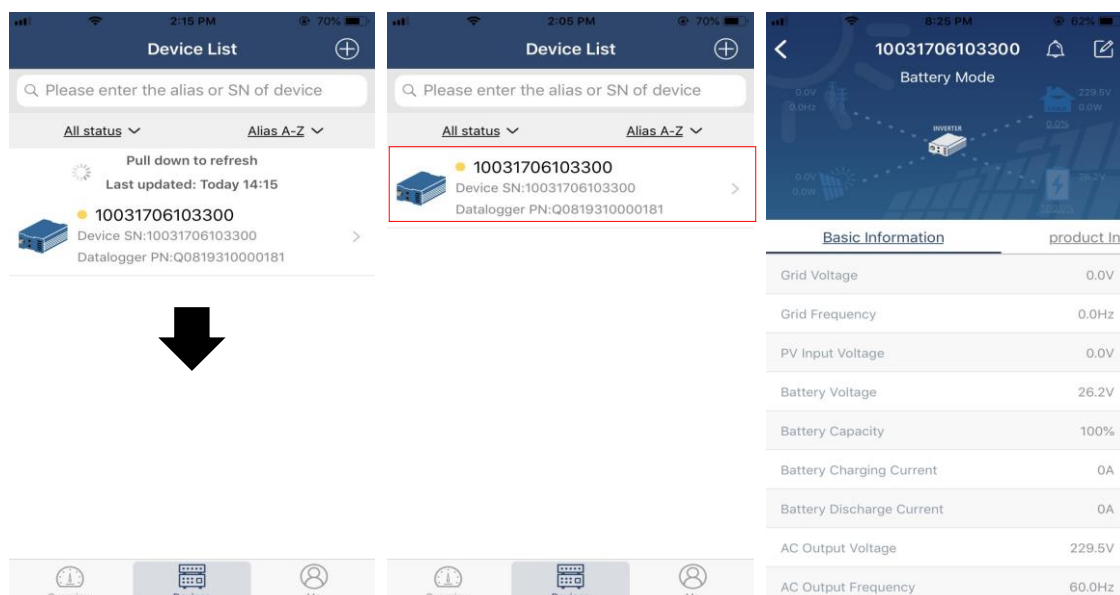 2:15 PM
70%
Device List
Please enter the alias or SN of device
All status
Alias A-Z
Pull down to refresh
Last updated: Today 14:15
10031706103300
Device SN:10031706103300
Datalogger PN:Q0819310000181
2:05 PM
70%
Device List
Please enter the alias or SN of device
All status
Alias A-Z
10031706103300
Device SN:10031706103300
Datalogger PN:Q0819310000181
8:25 PM
62%
10031706103300
Battery Mode
0.0V
0.0Hz
229.5V
0.0W
0.0%
INVERTER
0.0V
0.0W
26.2V
Basic Information
product In
Grid Voltage 0.0V
Grid Frequency 0.0Hz
PV Input Voltage 0.0V
Battery Voltage 26.2V
Battery Capacity 100%
Battery Charging Current 0A
Battery Discharge Current 0A
AC Output Voltage 229.5V
AC Output Frequency 60.0Hz